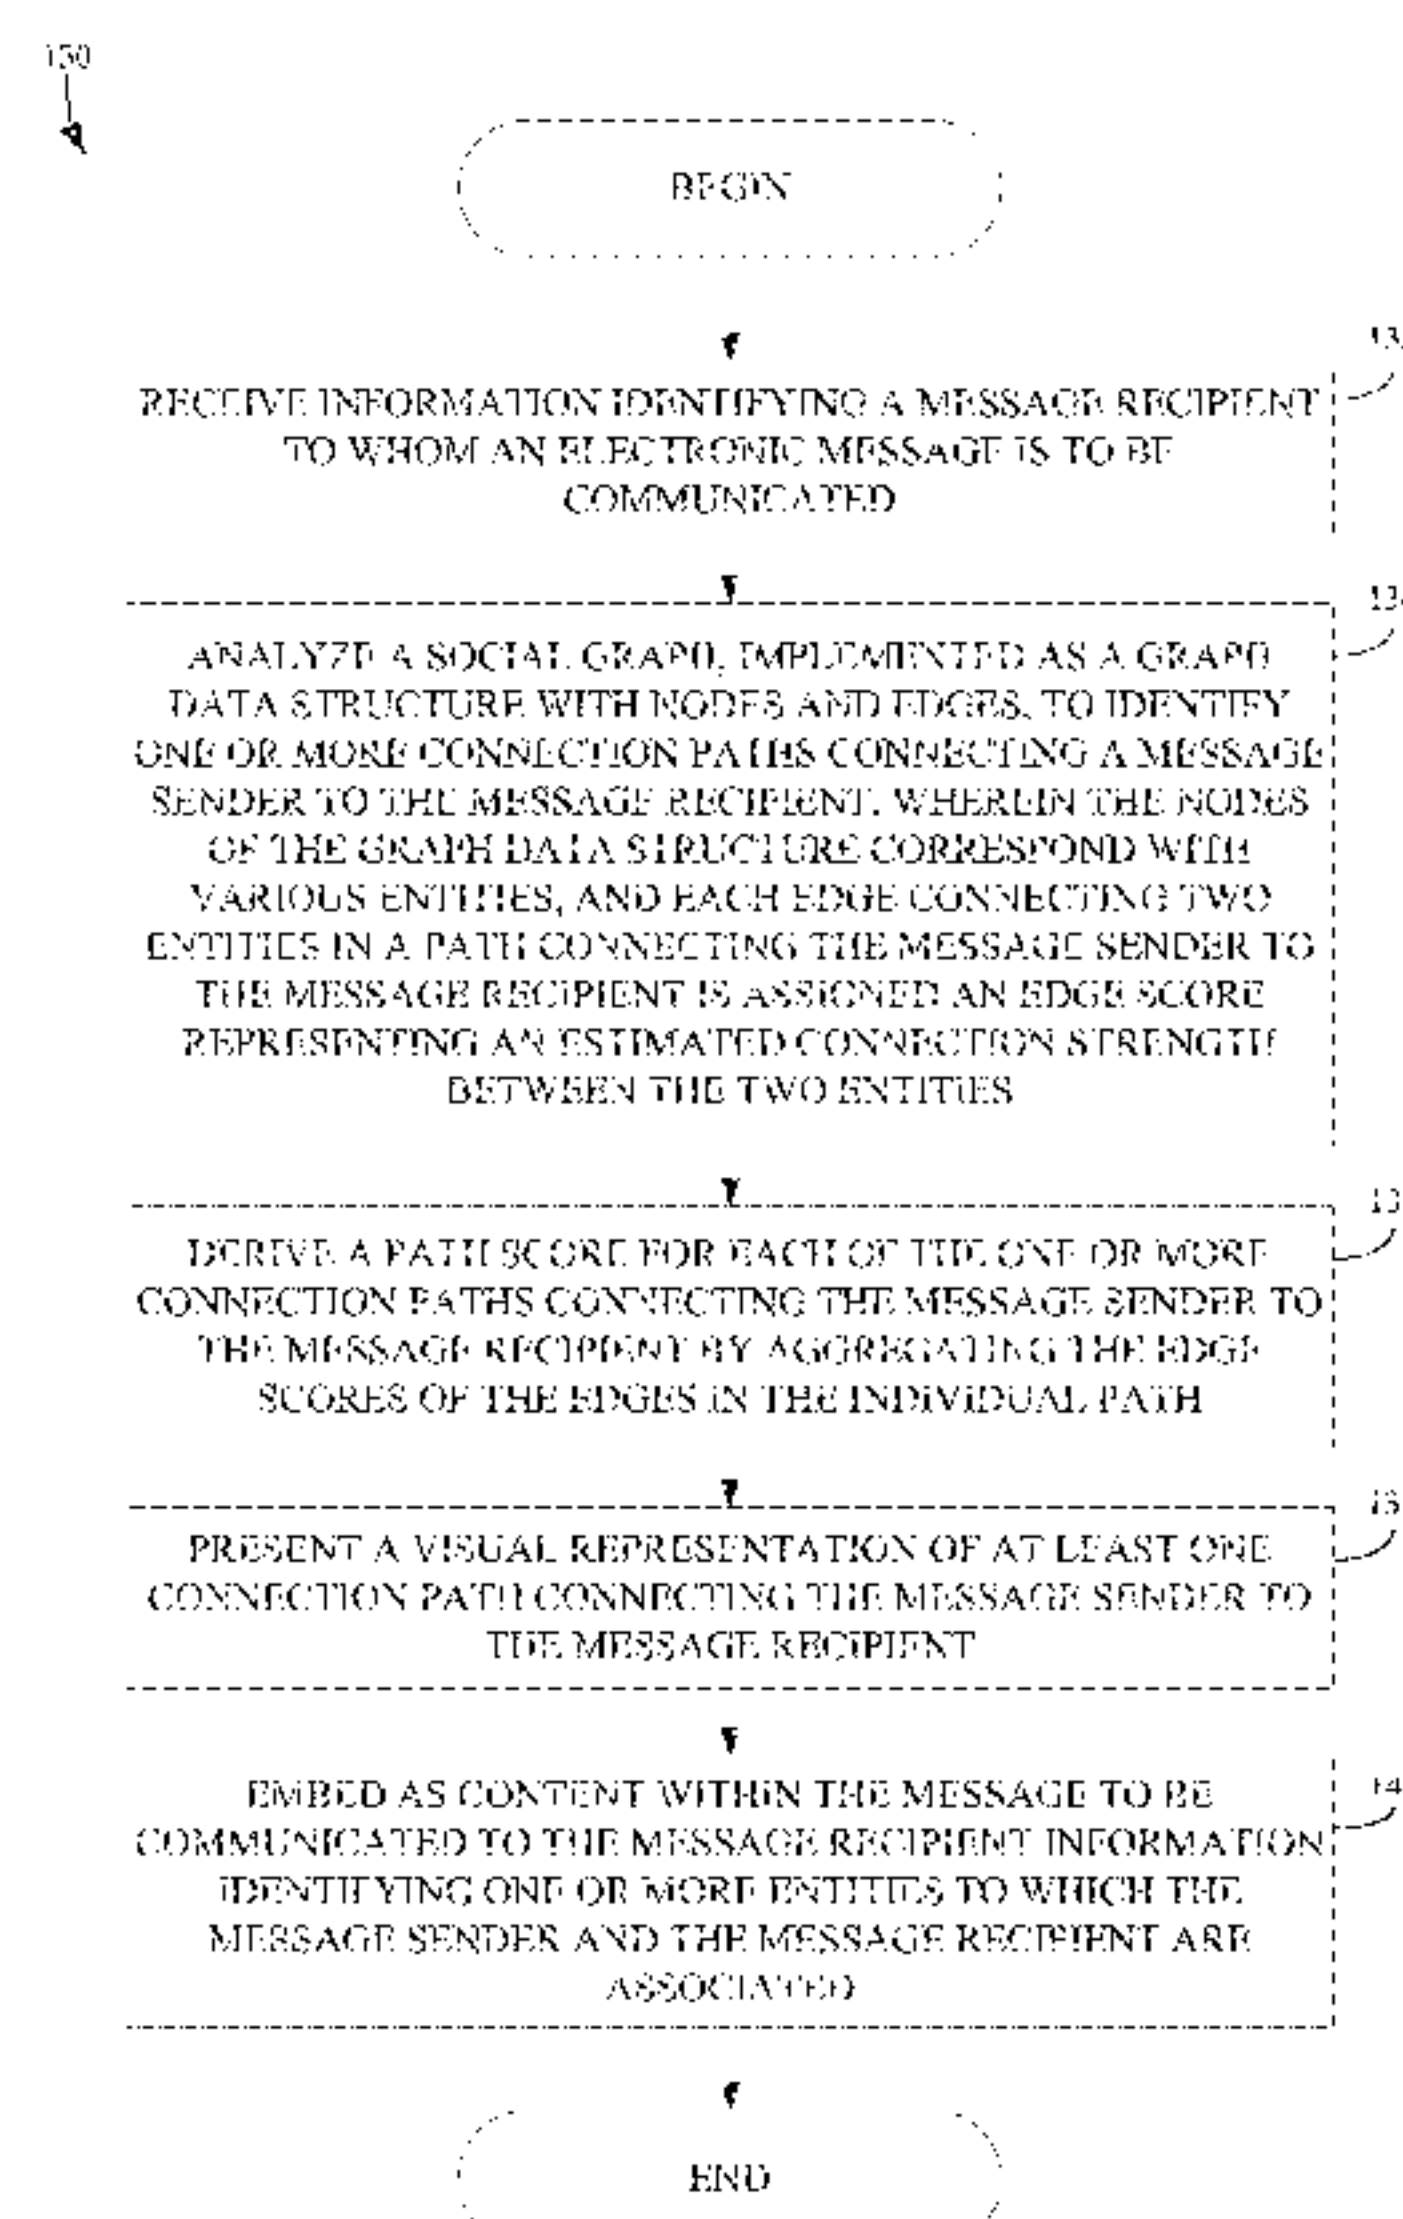 130
BEGIN
RECEIVE INFORMATION IDENTIFYING A MESSAGE RECIPIENT
TO WHOM AN ELECTRONIC MESSAGE IS TO BE
COMMUNICATED
ANALYZE A SOCIAL GRAPH, IMPLEMENTED AS A GRAPH
DATA STRUCTURE WITH NODES AND EDGES, TO IDENTIFY
ONE OR MORE CONNECTION PATHS CONNECTING A MESSAGE
SENDER TO THE MESSAGE RECIPIENT, WHEREIN THE NODES
OF THE GRAPH DATA STRUCTURE CORRESPOND WITH
VARIOUS ENTITIES, AND EACH EDGE CONNECTING TWO
ENTITIES IN A PATH CONNECTING THE MESSAGE SENDER TO
THE MESSAGE RECIPIENT IS ASSIGNED AN EDGE SCORE
REPRESENTING AN ESTIMATED CONNECTION STRENGTH
BETWEEN THE TWO ENTITIES
DERIVE A PATH SCORE FOR EACH OF THE ONE OR MORE
CONNECTION PATHS CONNECTING THE MESSAGE SENDER TO
THE MESSAGE RECIPIENT BY AGGREGATING THE EDGE
SCORES OF THE EDGES IN THE INDIVIDUAL PATH
PRESENT A VISUAL REPRESENTATION OF AT LEAST ONE
CONNECTION PATH CONNECTING THE MESSAGE SENDER TO
THE MESSAGE RECIPIENT
EMBED AS CONTENT WITHIN THE MESSAGE TO BE
COMMUNICATED TO THE MESSAGE RECIPIENT INFORMATION
IDENTIFYING ONE OR MORE ENTITIES TO WHICH THE
MESSAGE SENDER AND THE MESSAGE RECIPIENT ARE
ASSOCIATED
END